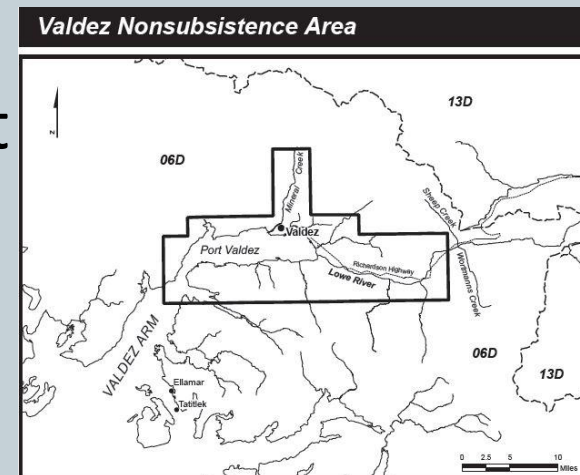 Valdez Nonsubsistence Area
t
13D
N
06D
Mineral Creek
Sheep Creek
Valdez
Port Valdez
Richardson Highway
Lowe River
Wortmanns Creek
VALDEZ ARM
06D
13D
Ellamar
Tatitlek
0 2.5 5 10
Miles